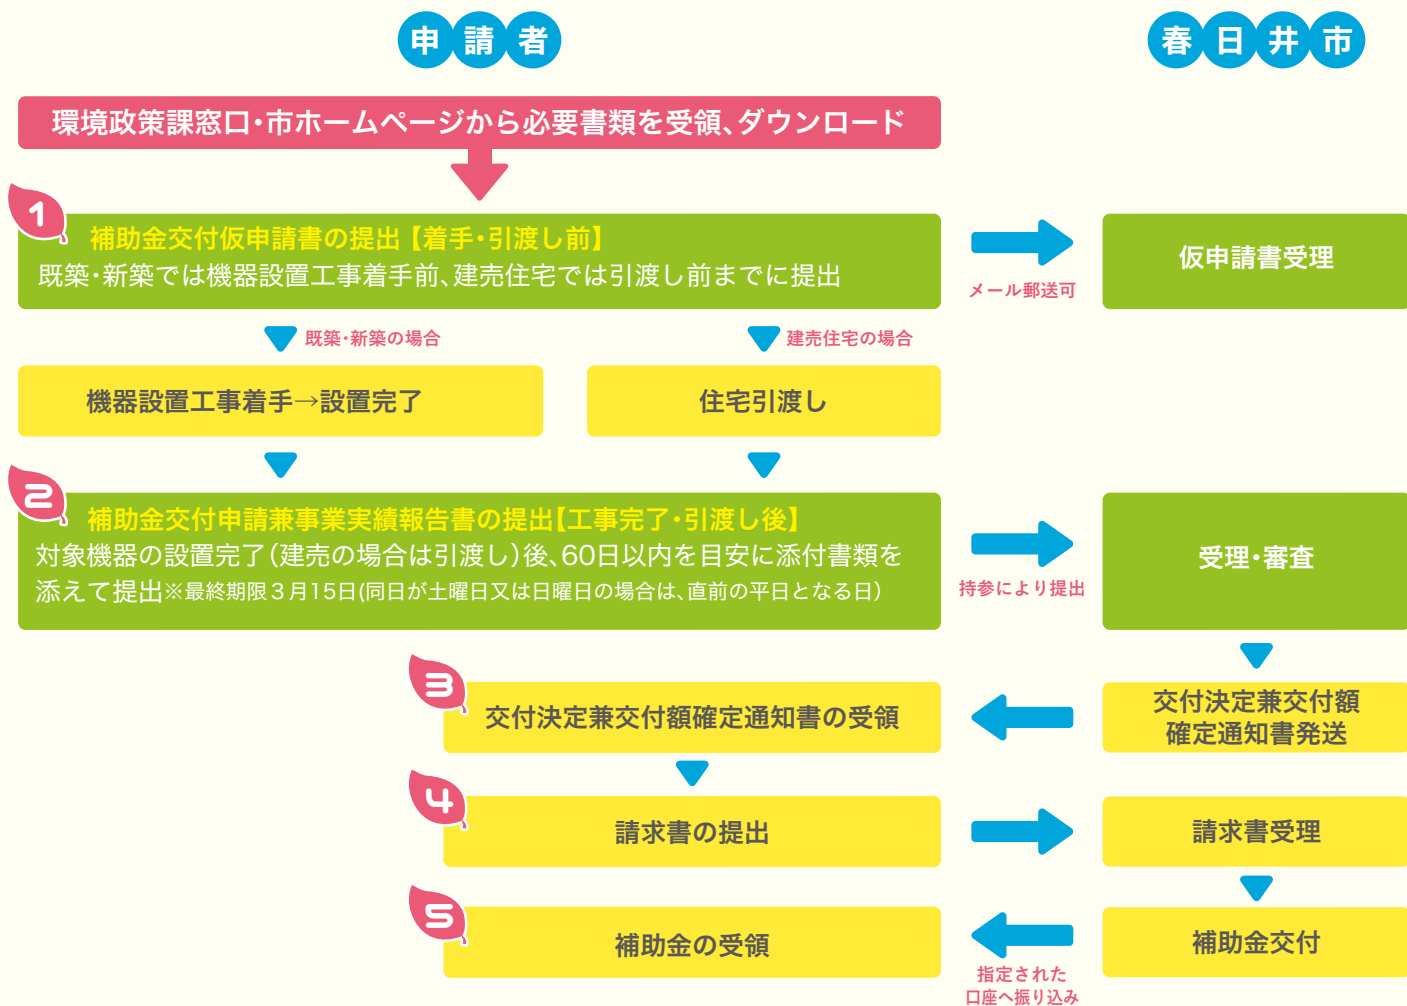 申請者
春日井市
環境政策課窓口・市ホームページから必要書類を受領、ダウンロード
1
補助金交付仮申請書の提出【着手・引渡し前】
既築・新築では機器設置工事着手前、建売住宅では引渡し前までに提出
メール郵送可
仮申請書受理
既築・新築の場合
建売住宅の場合
機器設置工事着手→設置完了
住宅引渡し
2
補助金交付申請兼事業実績報告書の提出【工事完了・引渡し後】
対象機器の設置完了（建売の場合は引渡し）後、60日以内を目安に添付書類を
添えて提出※最終期限３月15日(同日が土曜日又は日曜日の場合は、直前の平日となる日）
持参により提出
受理・審査
3
交付決定兼交付額確定通知書の受領
交付決定兼交付額
確定通知書発送
4
請求書の提出
請求書受理
5
補助金の受領
指定された
口座へ振り込み
補助金交付